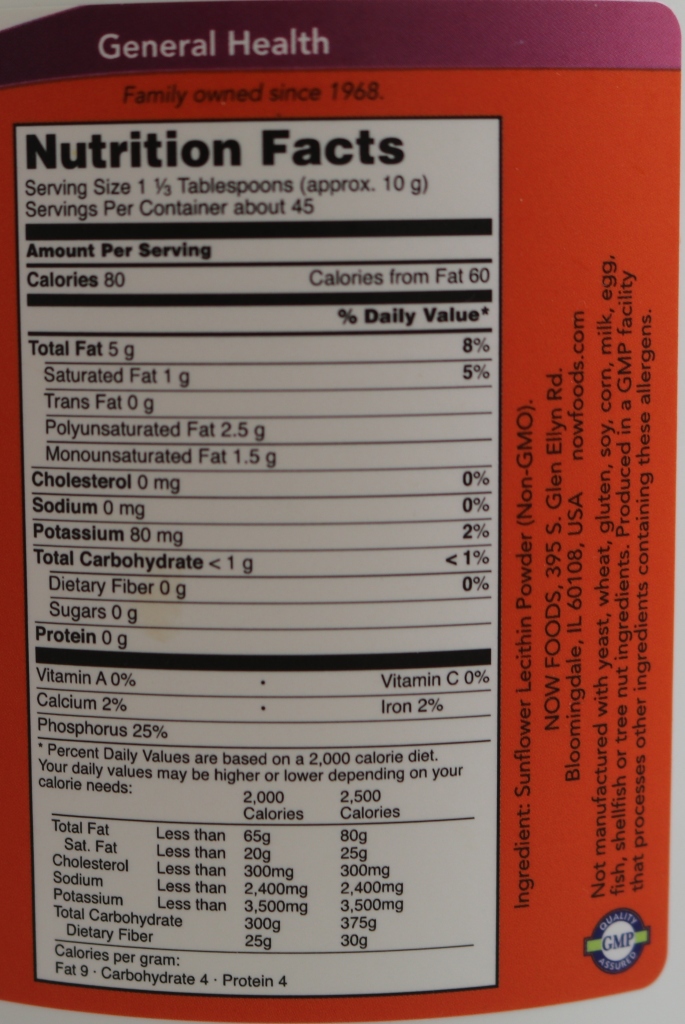 General Health
Family owned since 1968.
Nutrition Facts
Serving Size 1 ⅓ Tablespoons (approx. 10 g)
Servings Per Container about 45
Amount Per Serving
Calories 80 Calories from Fat 60
% Daily Value*
Total Fat 5 g 8%
Saturated Fat 1 g 5%
Trans Fat 0 g
Polyunsaturated Fat 2.5 g
Monounsaturated Fat 1.5 g
Cholesterol 0 mg 0%
Sodium 0 mg 0%
Potassium 80 mg 2%
Total Carbohydrate < 1 g < 1%
Dietary Fiber 0 g 0%
Sugars 0 g
Protein 0 g
Vitamin A 0% · Vitamin C 0%
Calcium 2% · Iron 2%
Phosphorus 25%
* Percent Daily Values are based on a 2,000 calorie diet.
Your daily values may be higher or lower depending on your
calorie needs:
2,000 2,500
Calories Calories
Total Fat Less than 65g 80g
Sat. Fat Less than 20g 25g
Cholesterol Less than 300mg 300mg
Sodium Less than 2,400mg 2,400mg
Potassium Less than 3,500mg 3,500mg
Total Carbohydrate 300g 375g
Dietary Fiber 25g 30g
Calories per gram:
Fat 9 · Carbohydrate 4 · Protein 4
Ingredient: Sunflower Lecithin Powder (Non-GMO).
NOW FOODS, 395 S. Glen Ellyn Rd.
Bloomingdale, IL 60108, USA nowfoods.com
Not manufactured with yeast, wheat, gluten, soy, corn, milk, egg,
fish, shellfish or tree nut ingredients. Produced in a GMP facility
that processes other ingredients containing these allergens.
QUALITY
GMP
ASSURED